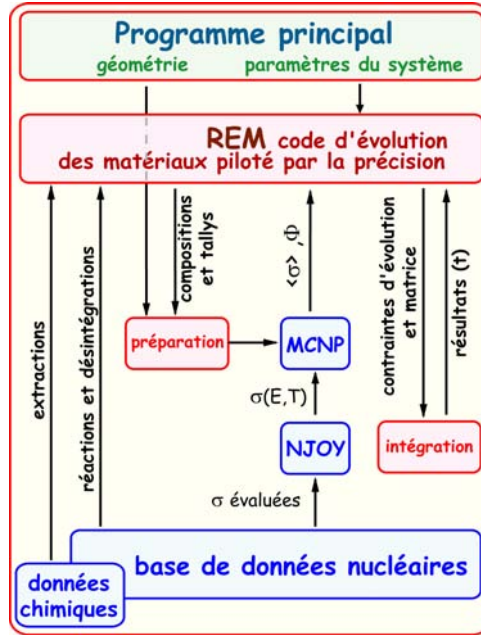 Programme principal
géométrie
paramètres du système
REM code d'évolution
des matériaux piloté par la précision
extractions
réactions et désintégrations
compositions
et tallys
<σ> ,Φ
contraintes d'évolution
et matrice
résultats (t)
préparation
MCNP
σ(E,T)
NJOY
intégration
σ évaluées
base de données nucléaires
données
chimiques